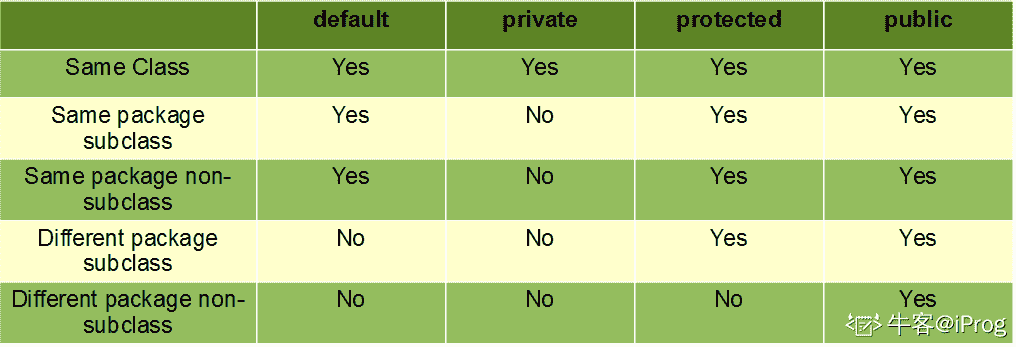 default private protected public
Same Class Yes Yes Yes Yes
Same package Yes No Yes Yes
subclass
Same package non- Yes No Yes Yes
subclass
Different package No No Yes Yes
subclass
Different package non- No No No Yes
subclass
牛客@iProg